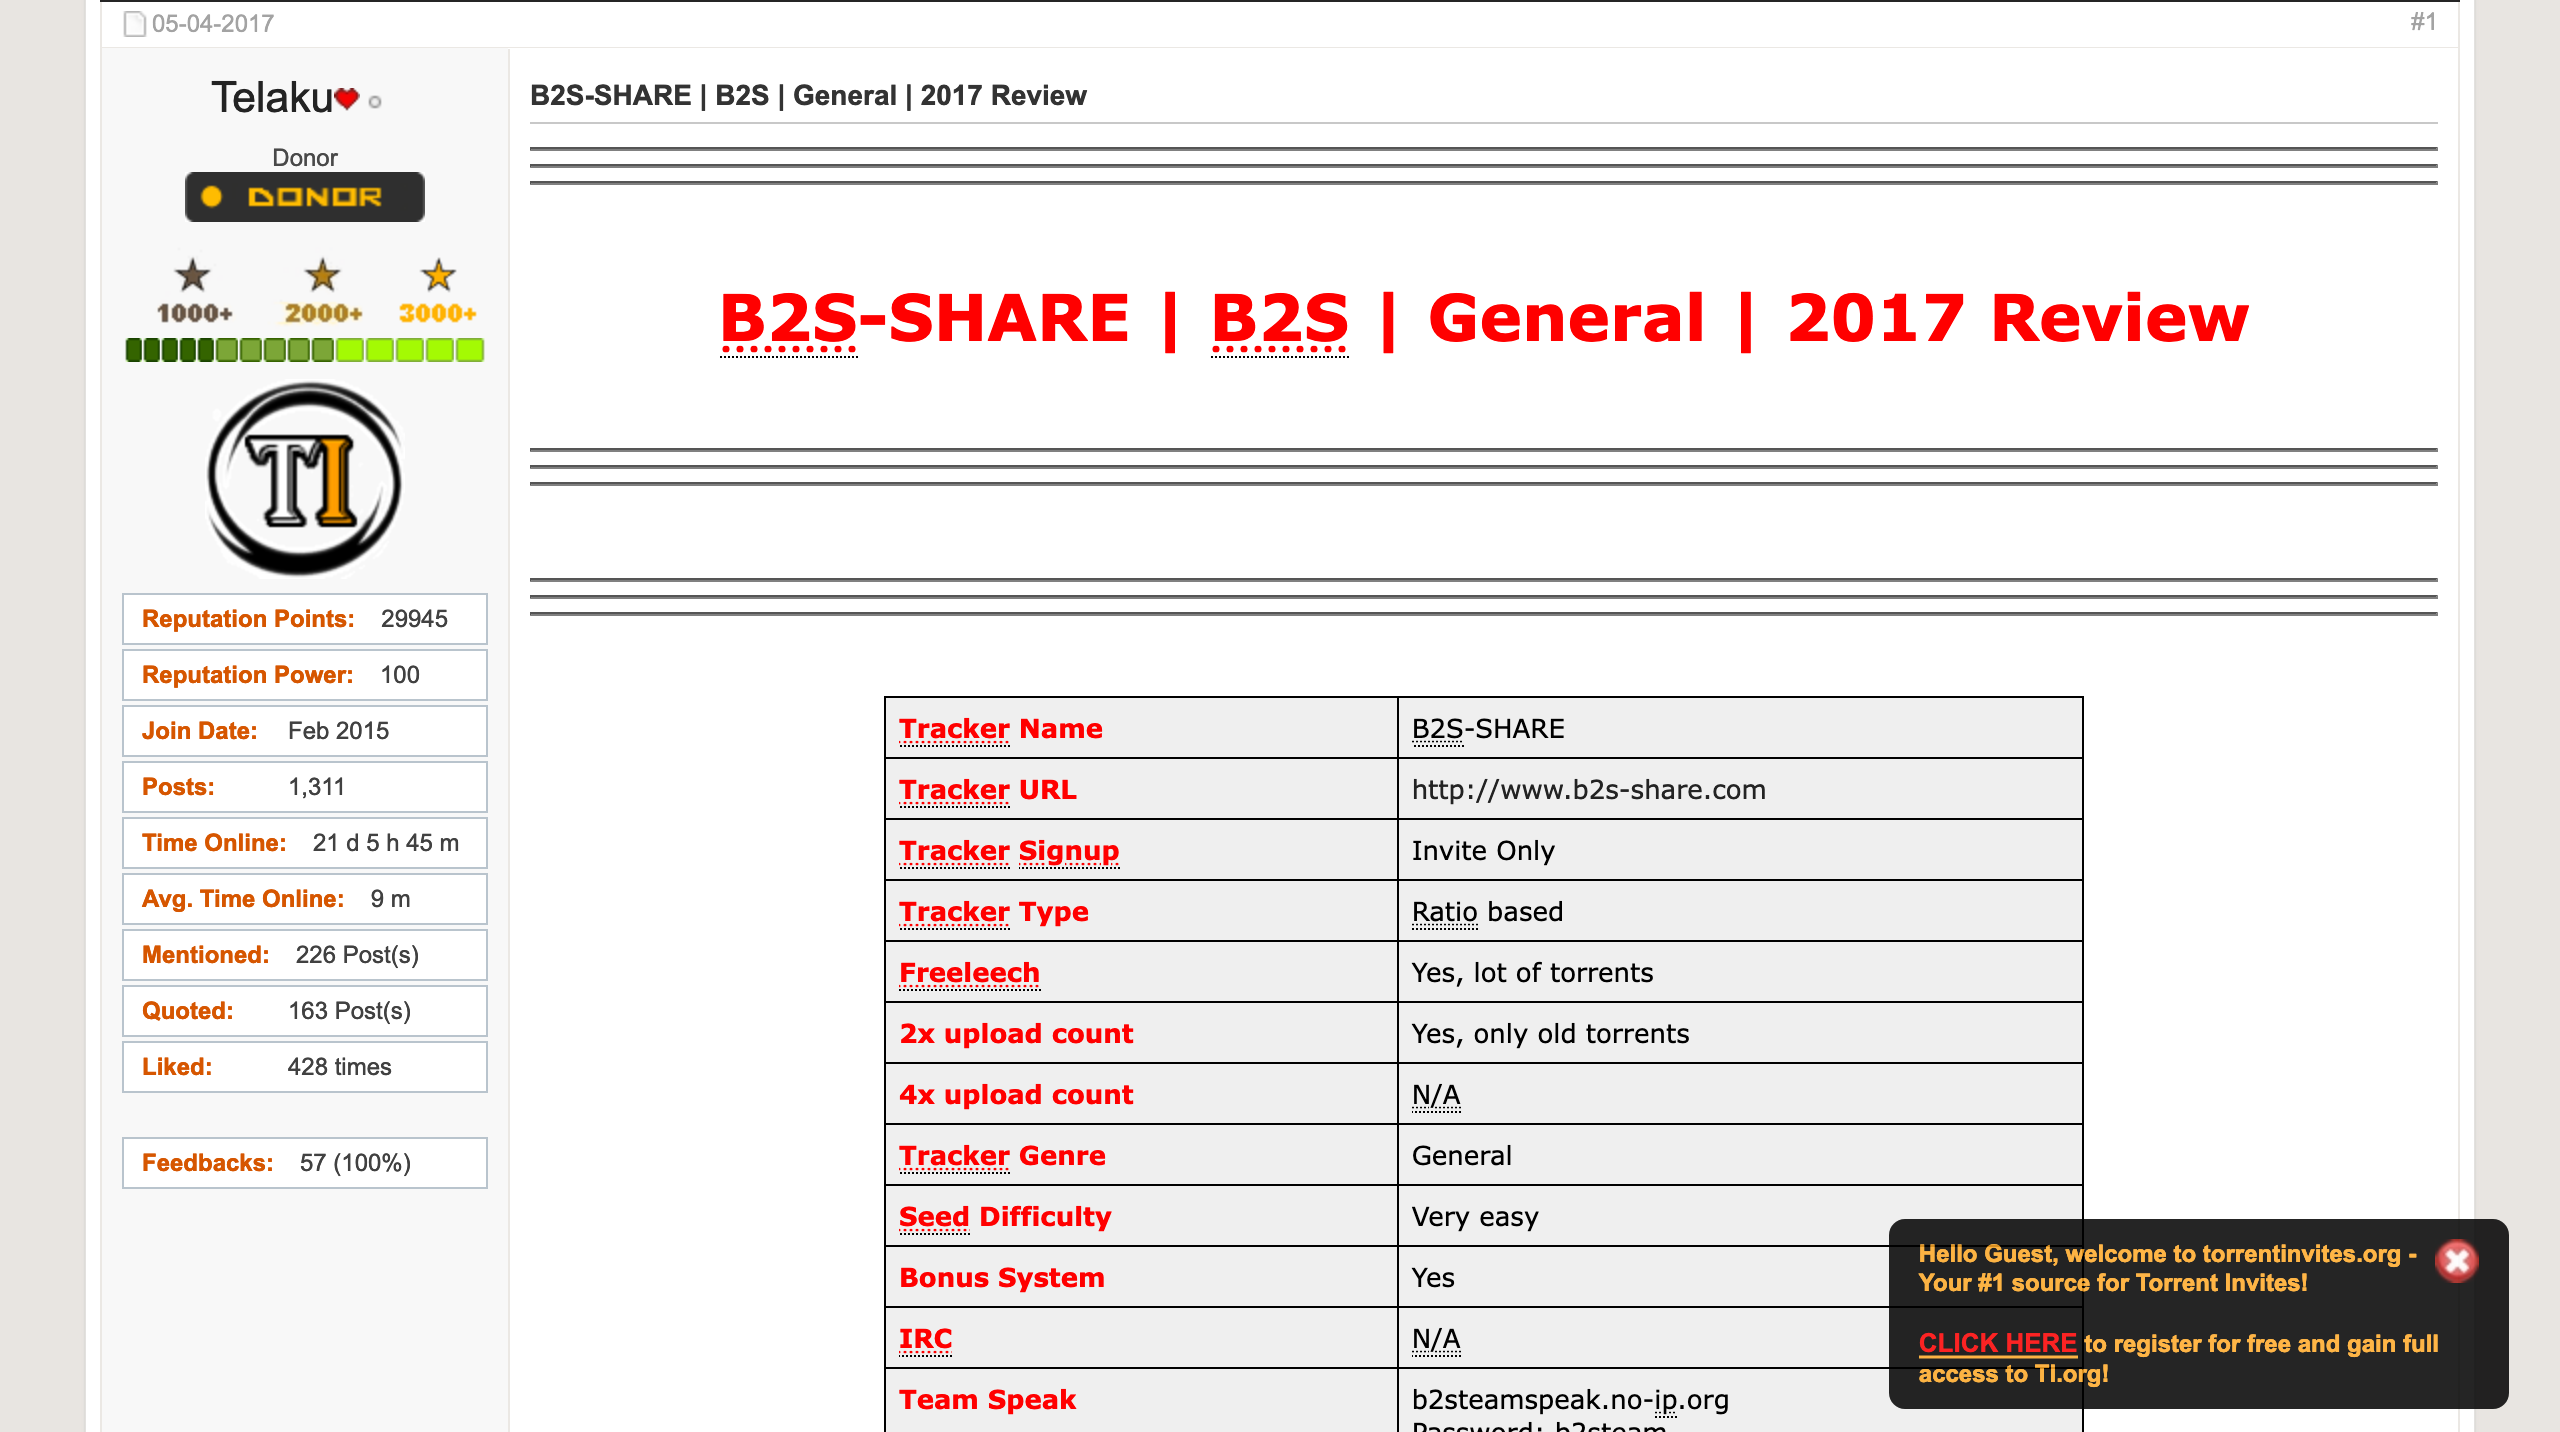 05-04-2017
#1
Telaku
Donor
DONOR
1000+ 2000+ 3000+
TI
Reputation Points: 29945
Reputation Power: 100
Join Date: Feb 2015
Posts: 1,311
Time Online: 21 d 5 h 45 m
Avg. Time Online: 9 m
Mentioned: 226 Post(s)
Quoted: 163 Post(s)
Liked: 428 times
Feedbacks: 57 (100%)
B2S-SHARE | B2S | General | 2017 Review
B2S-SHARE | B2S | General | 2017 Review
Tracker Name B2S-SHARE
Tracker URL http://www.b2s-share.com
Tracker Signup Invite Only
Tracker Type Ratio based
Freeleech Yes, lot of torrents
2x upload count Yes, only old torrents
4x upload count N/A
Tracker Genre General
Seed Difficulty Very easy
Bonus System Yes
IRC N/A
Team Speak b2steamspeak.no-ip.org
Password: b2steam
Hello Guest, welcome to torrentinvites.org -
Your #1 source for Torrent Invites!
CLICK HERE to register for free and gain full
access to TI.org!